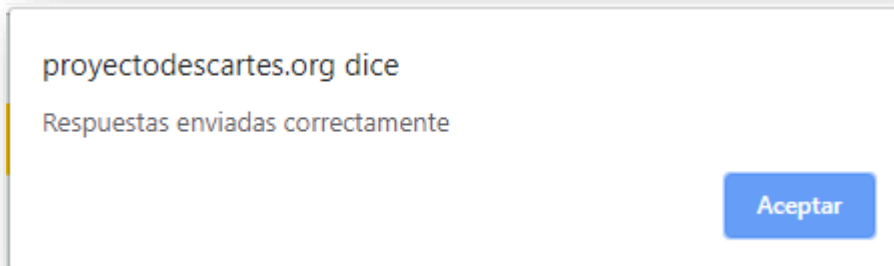 proyectodescartes.org dice
Respuestas enviadas correctamente
Aceptar